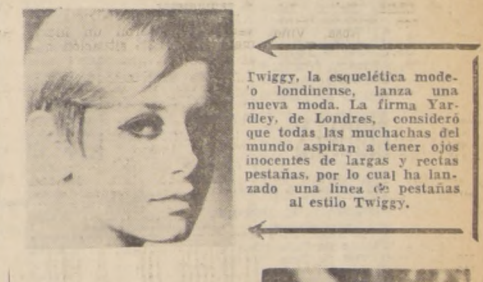 Twiggy, la esquelética mode-
'o londinense, lanza una
nueva moda. La firma Yar-
dley, de Londres, consideró
que todas las muchachas del
mundo aspiran a tener ojos
inocentes de largas y rectas
pestañas, por lo cual ha lan-
zado una línea de pestañas
al estilo Twiggy.